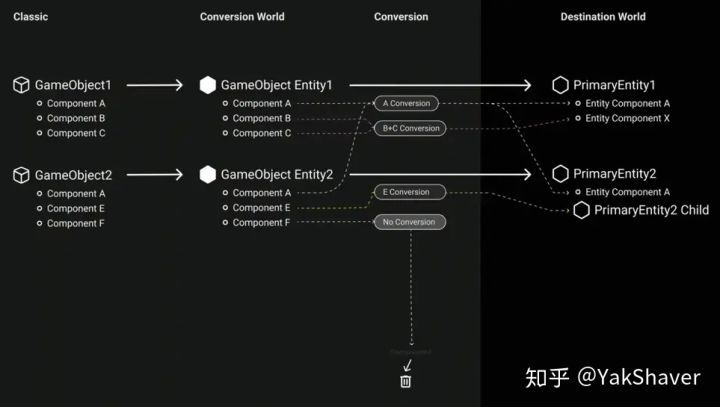 Classic Conversion World Conversion Destination World
GameObject1 GameObject Entity1 PrimaryEntity1
Component A Component A A Conversion Entity Component A
Component B Component B Entity Component X
B+C Conversion
Component C Component C
GameObject2 GameObject Entity2 PrimaryEntity2
Component A Component A E Conversion Entity Component A
Component E Component E PrimaryEntity2 Child
Component F Component F No Conversion
知乎 @YakShaver